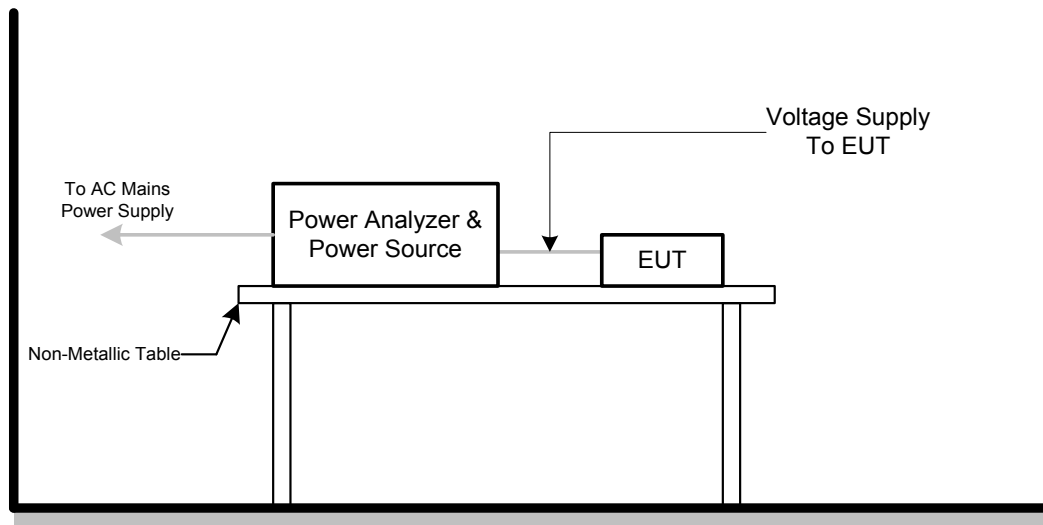 Voltage Supply
To EUT
To AC Mains
Power Supply
Power Analyzer &
Power Source
EUT
Non-Metallic Table